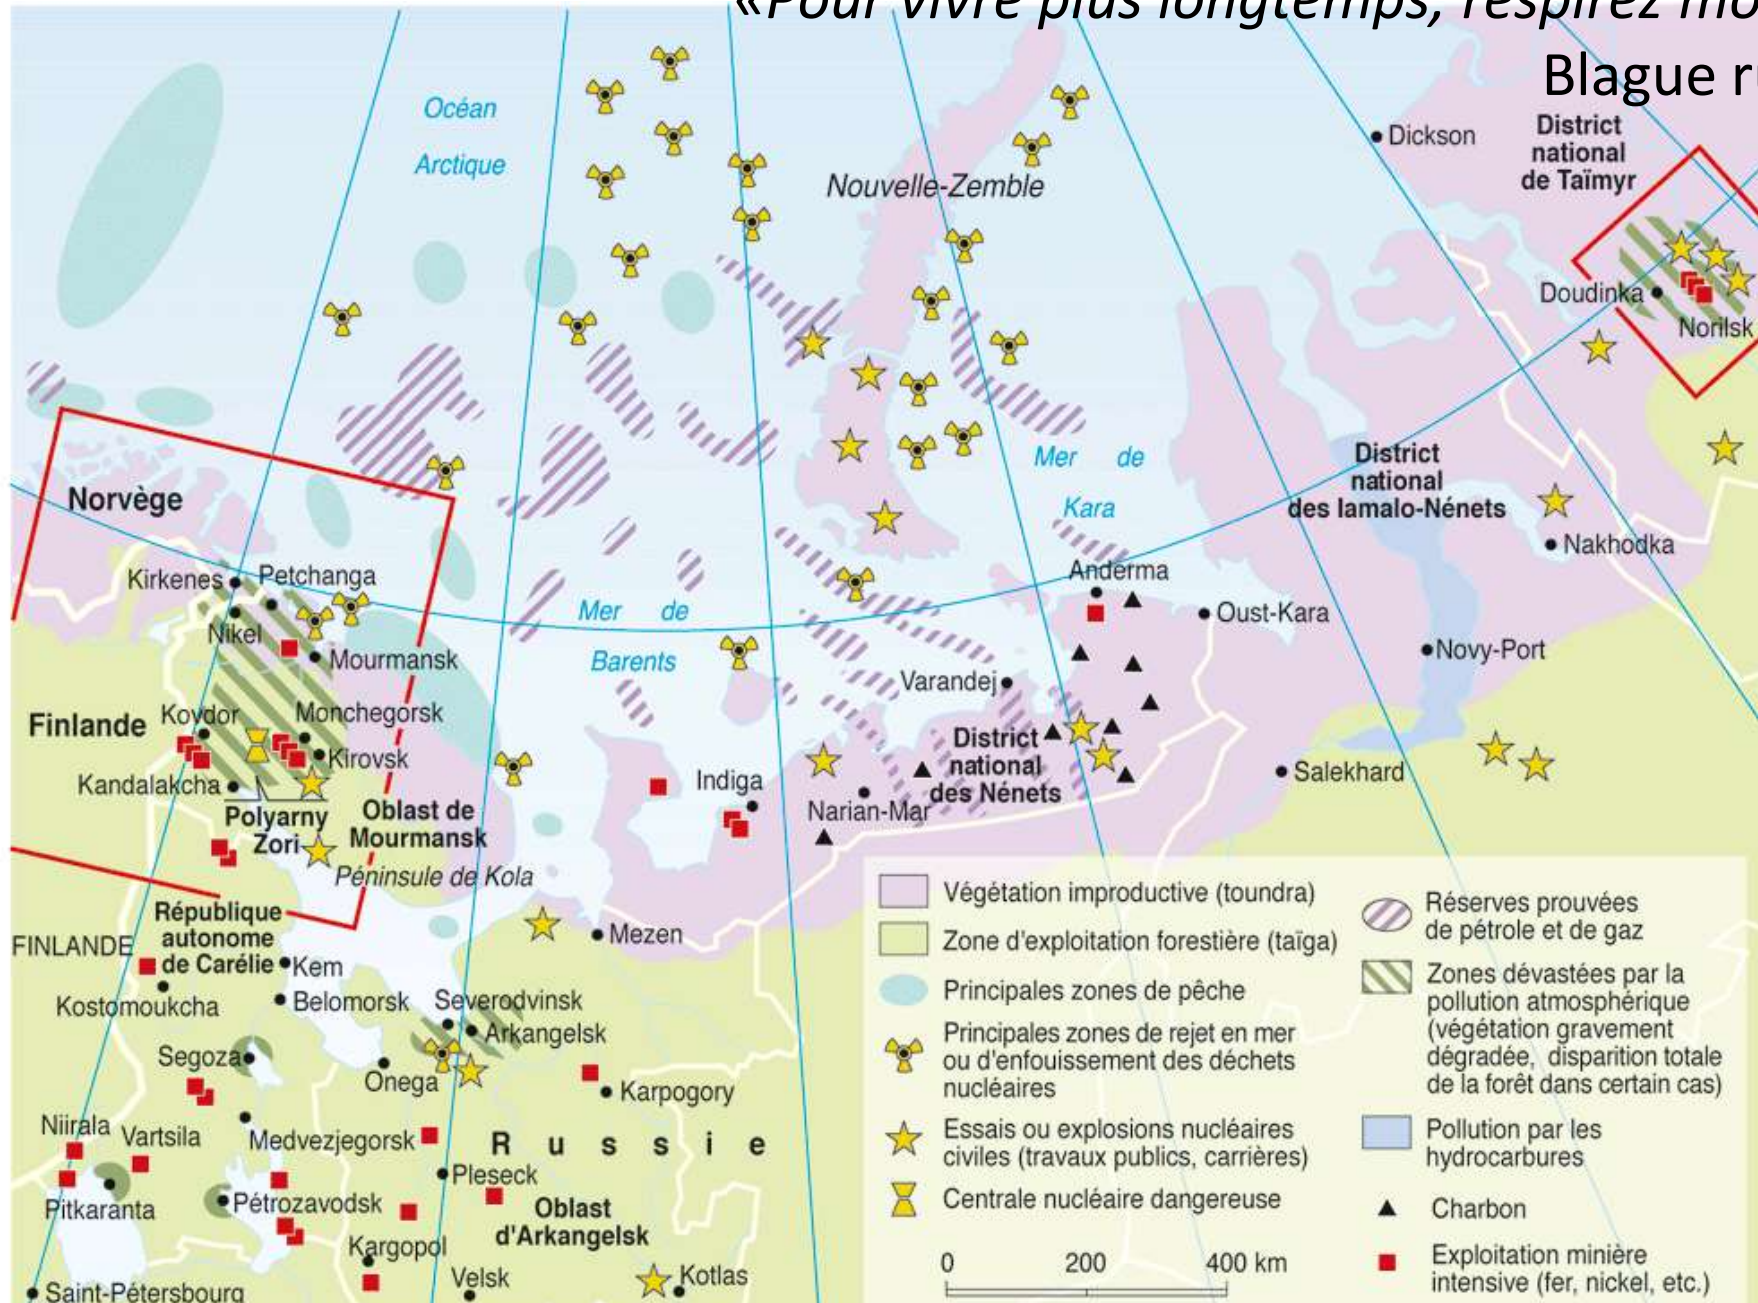 «Pour vivre plus longtemps, respirez
Blague
Océan
Arctique
Nouvelle-Zemble
Dickson
District
national
de Taïmyr
Doudinka
Norilsk
Mer de
Kara
District
national
des Iamalo-Nénets
Nakhodka
Norvège
Kirkenes
Petchanga
Nikel
Mourmansk
Mer de
Barents
Anderma
Oust-Kara
Novy-Port
Varandej
Finlande
Kovdor
Monchegorsk
Kirovsk
Kandalakcha
Polyarny
Zori
Oblast de
Mourmansk
Péninsule de Kola
Indiga
Narian-Mar
District
national
des Nénets
Salekhard
République
autonome
de Carélie
FINLANDE
Kem
Mezen
Kostomoukcha
Belomorsk
Severodvinsk
Arkangelsk
Segoza
Onega
Karpogory
Niirala
Vartsila
Medvezjegorsk
Russie
Pleseck
Pitkaranta
Pétrozavodsk
Oblast
d'Arkangelsk
Kargopol
Velsk
Kotlas
Saint-Pétersbourg
Végétation improductive (toundra)
Zone d'exploitation forestière (taïga)
Principales zones de pêche
Principales zones de rejet en mer
ou d'enfouissement des déchets
nucléaires
Essais ou explosions nucléaires
civiles (travaux publics, carrières)
Centrale nucléaire dangereuse
0 200 400 km
Réserves prouvées
de pétrole et de gaz
Zones dévastées par la
pollution atmosphérique
(végétation gravement
dégradée, disparition totale
de la forêt dans certain cas)
Pollution par les
hydrocarbures
Charbon
Exploitation minière
intensive (fer, nickel, etc.)